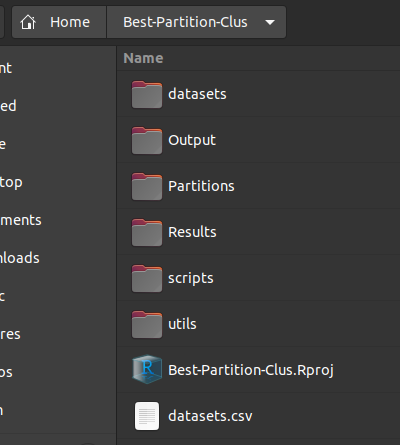 Home
Best-Partition-Clus
Name
datasets
Output
Partitions
Results
scripts
utils
Best-Partition-Clus.Rproj
datasets.csv
nt
ed
e
top
ments
nloads
c
res
os